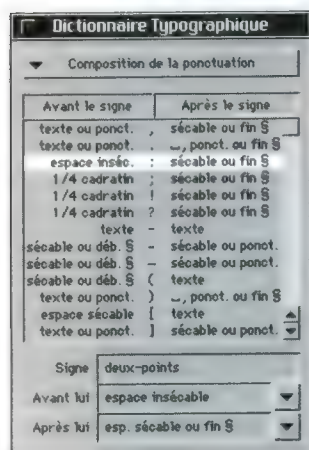 Dictionnaire Typographique
Composition de la ponctuation
Avant le signe Après le signe
texte ou ponct. , sécable ou fin §
texte ou ponct. . ⎵, ponct. ou fin §
espace inséc. : sécable ou fin §
1/4 cadratin ; sécable ou fin §
1/4 cadratin ! sécable ou fin §
1/4 cadratin ? sécable ou fin §
texte - texte
sécable ou déb. § - sécable ou ponct.
sécable ou déb. § — sécable ou ponct.
sécable ou déb. § ( texte
texte ou ponct. ) ⎵, ponct. ou fin §
espace sécable [ texte
texte ou ponct. ] sécable ou ponct.
Signe deux-points
Avant lui espace insécable
Après lui esp. sécable ou fin §